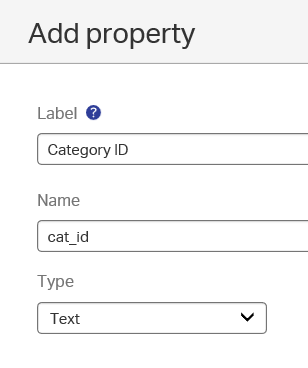 Add property
Label ?
Category ID
Name
cat_id
Type
Text